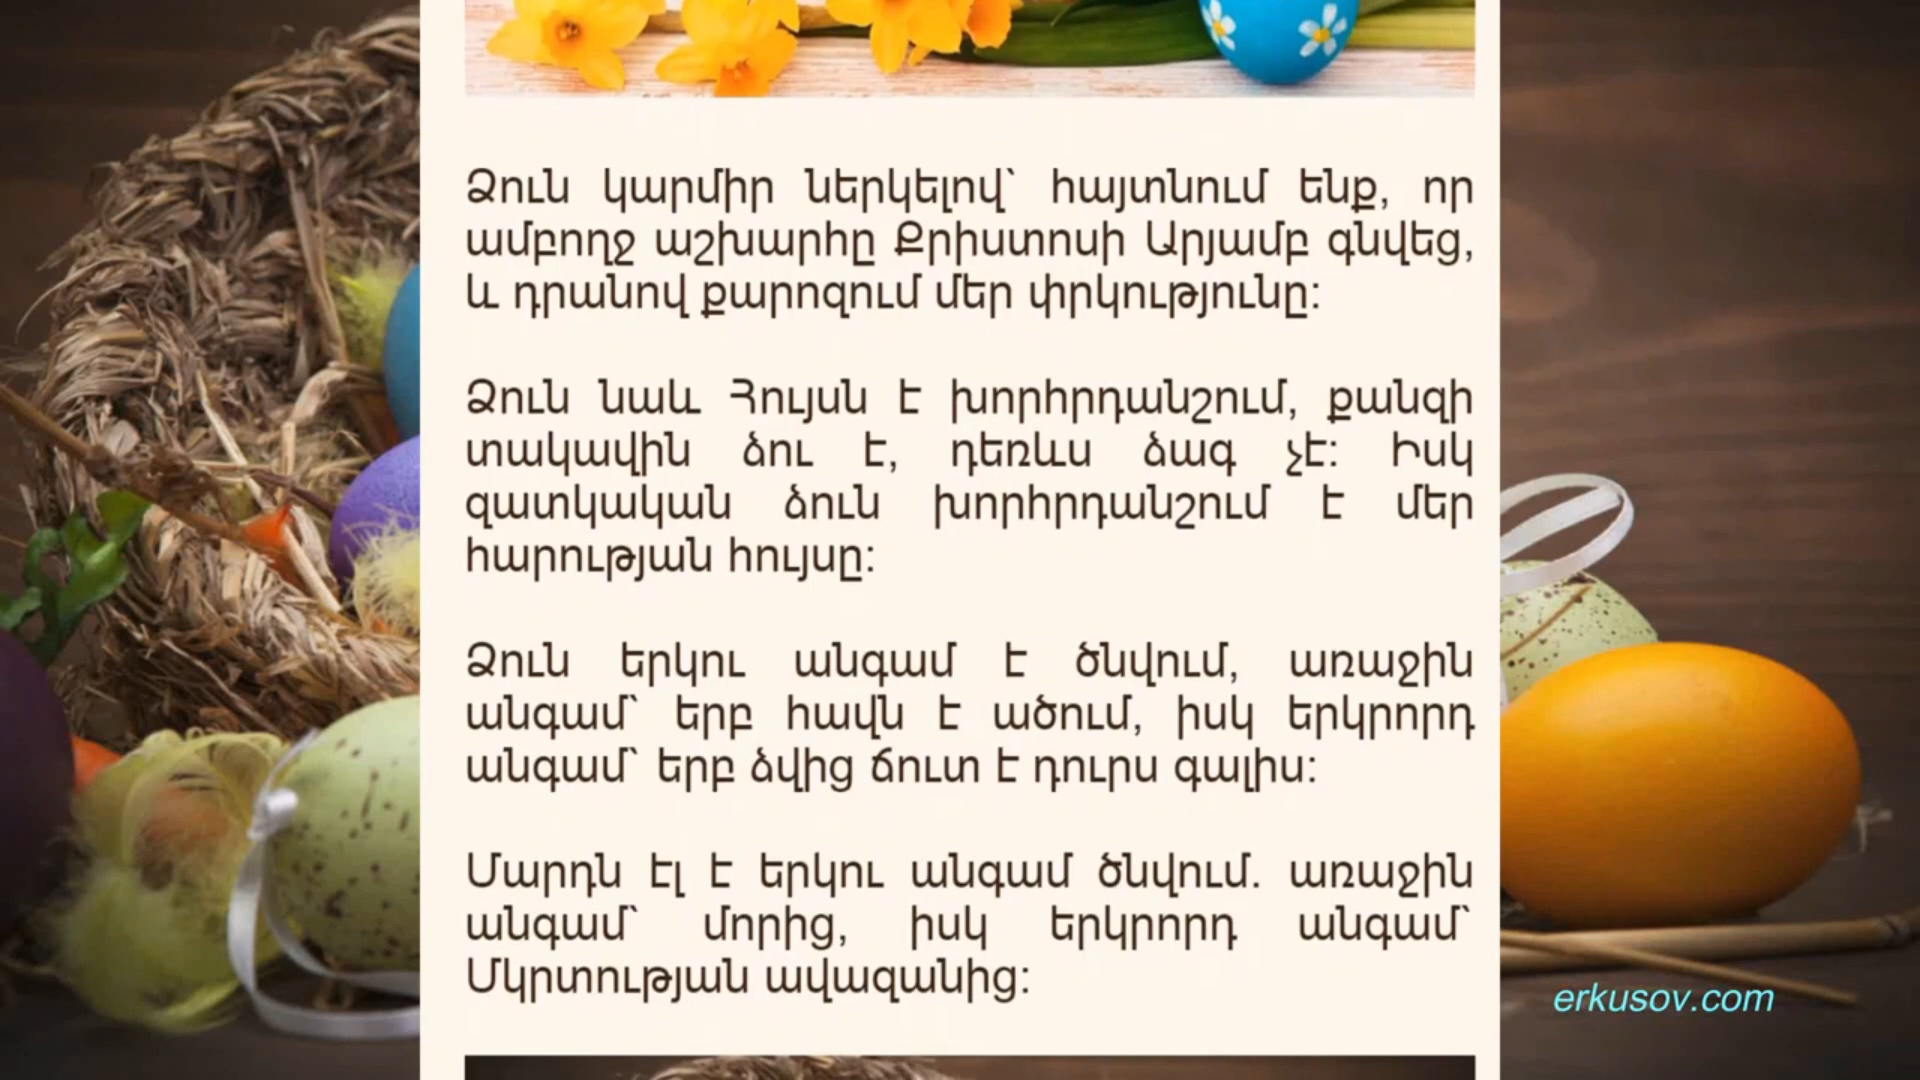 Ձուն կարմիր ներկելով՝ հայտնում ենք, որ
ամբողջ աշխարհը Քրիստոսի Արյամբ գնվեց,
և դրանով քարոզում մեր փրկությունը:
Ձուն նաև Հույսն է խորհրդանշում, քանզի
տակավին ձու է, դեռևս ձագ չէ: Իսկ
զատկական ձուն խորհրդանշում է մեր
հարության հույսը:
Ձուն երկու անգամ է ծնվում, առաջին
անգամ՝ երբ հավն է ածում, իսկ երկրորդ
անգամ՝ երբ ձվից ճուտ է դուրս գալիս:
Մարդն էլ է երկու անգամ ծնվում. առաջին
անգամ՝ մորից, իսկ երկրորդ անգամ՝
Մկրտության ավազանից:
erkusov.com